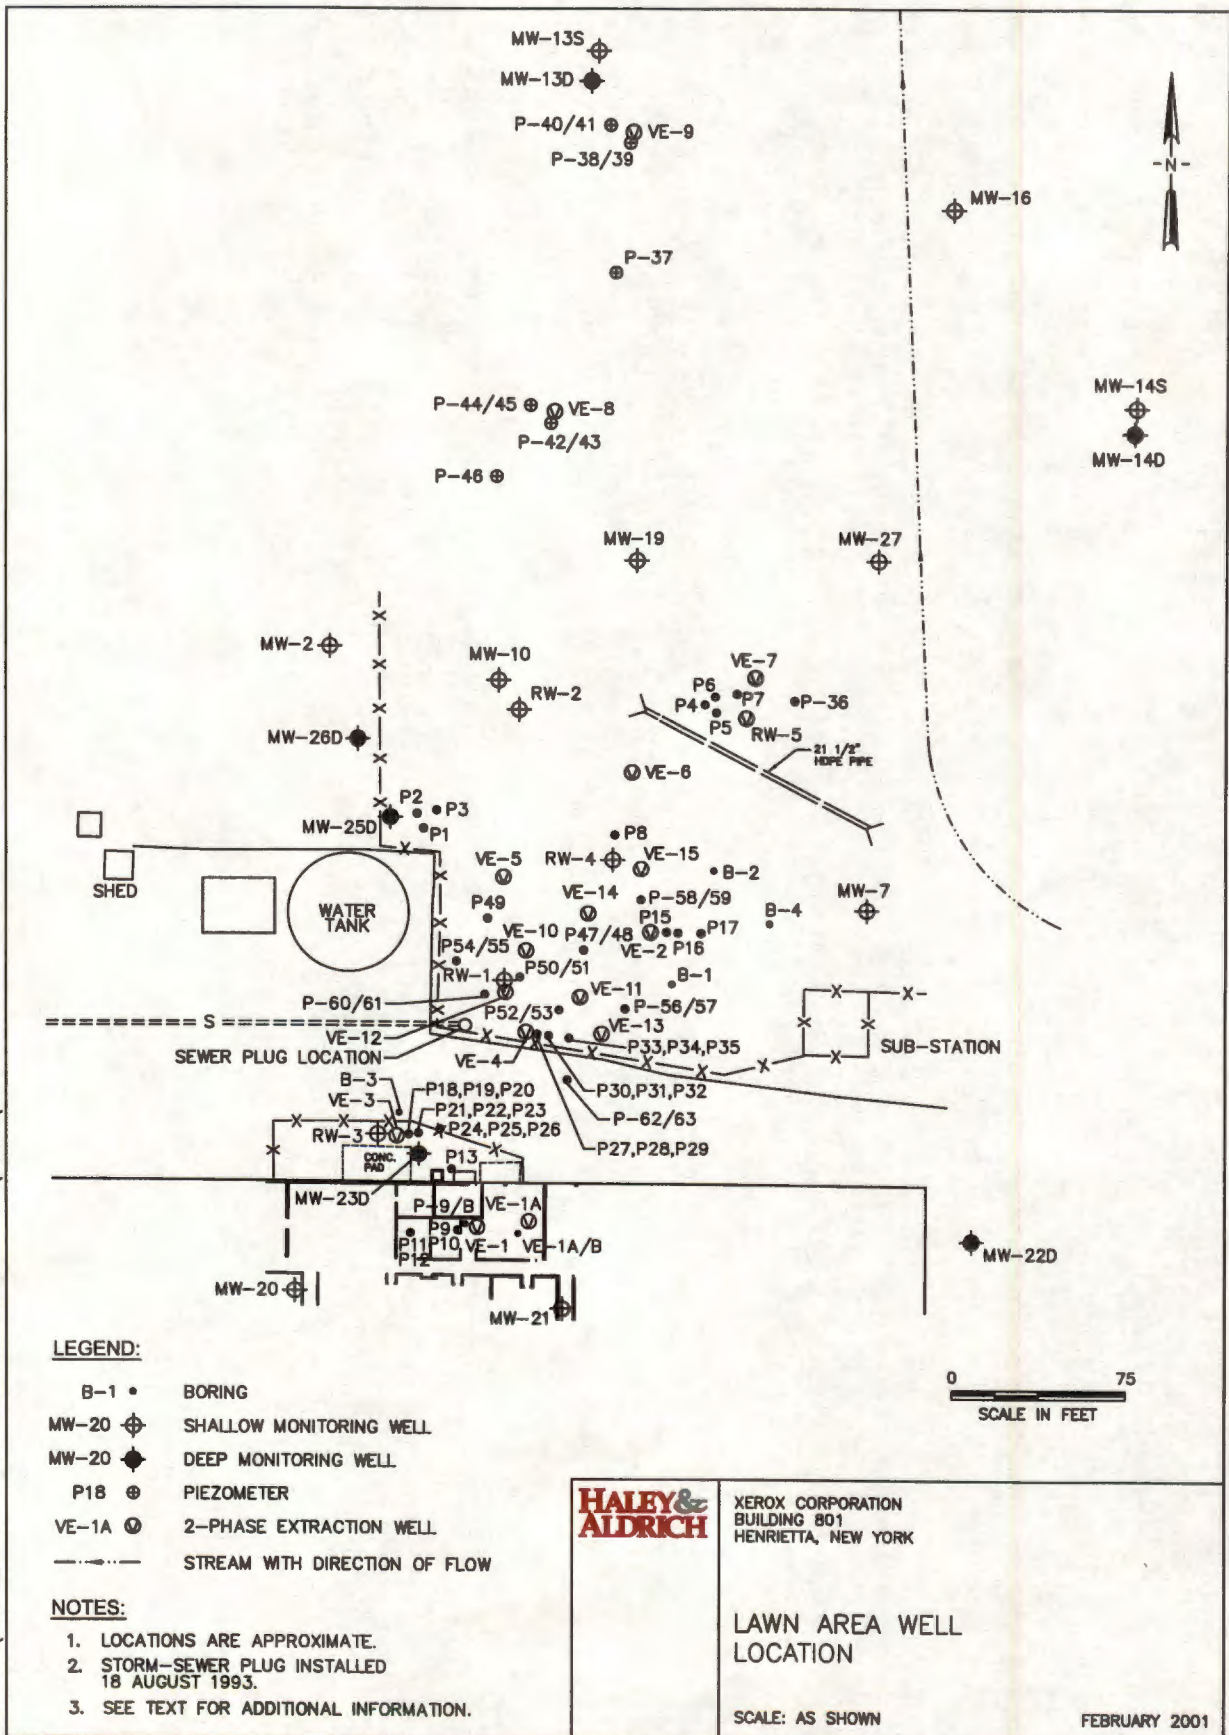 MW-13S
MW-13D
P-40/41
VE-9
P-38/39
-N-
MW-16
P-37
MW-14S
P-44/45
VE-8
P-42/43
MW-14D
P-46
MW-19
MW-27
MW-2
MW-10
VE-7
RW-2
P6
P4
P7
P-36
P5
RW-5
MW-26D
21 1/2"
HDPE PIPE
VE-6
P2
P3
MW-25D
P1
P8
RW-4
VE-15
VE-5
B-2
SHED
P-58/59
MW-7
VE-14
WATER
TANK
P49
P15
B-4
P17
VE-10
P47/48
VE-2
P16
P54/55
RW-1
P50/51
B-1
VE-11
P-60/61
P52/53
P-56/57
S
VE-12
VE-13
SEWER PLUG LOCATION
VE-4
P33,P34,P35
SUB-STATION
B-3
P18,P19,P20
P30,P31,P32
VE-3
P21,P22,P23
P-62/63
RW-3
P24,P25,P26
P27,P28,P29
CONC.
PAD
P13
MW-23D
P-9/B
VE-1A
P9
P11
P10
VE-1
VE-1A/B
P12
MW-22D
MW-20
MW-21
LEGEND:
B-1 BORING
MW-20 SHALLOW MONITORING WELL
MW-20 DEEP MONITORING WELL
P18 PIEZOMETER
VE-1A 2-PHASE EXTRACTION WELL
STREAM WITH DIRECTION OF FLOW
0 75
SCALE IN FEET
NOTES:
1. LOCATIONS ARE APPROXIMATE.
2. STORM-SEWER PLUG INSTALLED
18 AUGUST 1993.
3. SEE TEXT FOR ADDITIONAL INFORMATION.
HALEY&
ALDRICH
XEROX CORPORATION
BUILDING 801
HENRIETTA, NEW YORK
LAWN AREA WELL
LOCATION
SCALE: AS SHOWN
FEBRUARY 2001